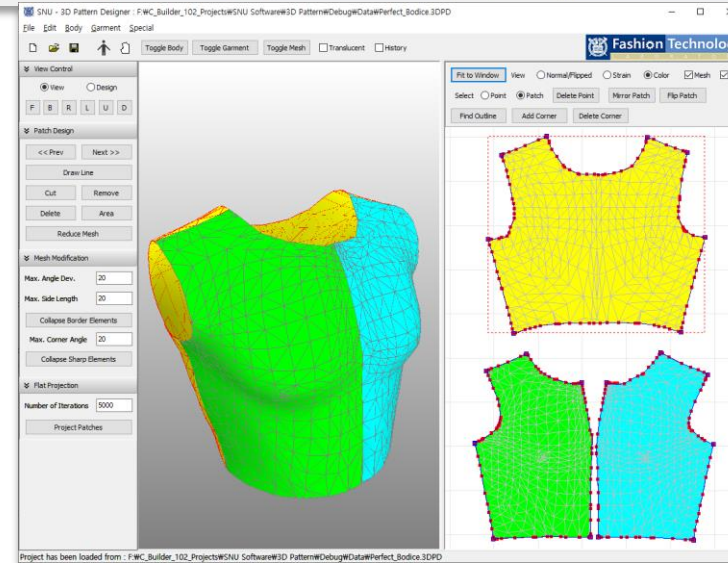 SNU - 3D Pattern Designer : F:₩C_Builder_102_Projects₩SNU Software₩3D Pattern₩Debug₩Data₩Perfect_Bodice.3DPD
File Edit Body Garment Special
Toggle Body Toggle Garment Toggle Mesh Translucent History
Fashion Technolo
View Control
View Design
F B R L U D
Patch Design
<< Prev Next >>
Draw Line
Cut Remove
Delete Area
Reduce Mesh
Mesh Modification
Max. Angle Dev. 20
Max. Side Length 20
Collapse Border Elements
Max. Corner Angle 20
Collapse Sharp Elements
Flat Projection
Number of Iterations 5000
Project Patches
Fit to Window View Normal/Flipped Strain Color Mesh
Select Point Patch Delete Point Mirror Patch Flip Patch
Find Outline Add Corner Delete Corner
Project has been loaded from : F:₩C_Builder_102_Projects₩SNU Software₩3D Pattern₩Debug₩Data₩Perfect_Bodice.3DPD